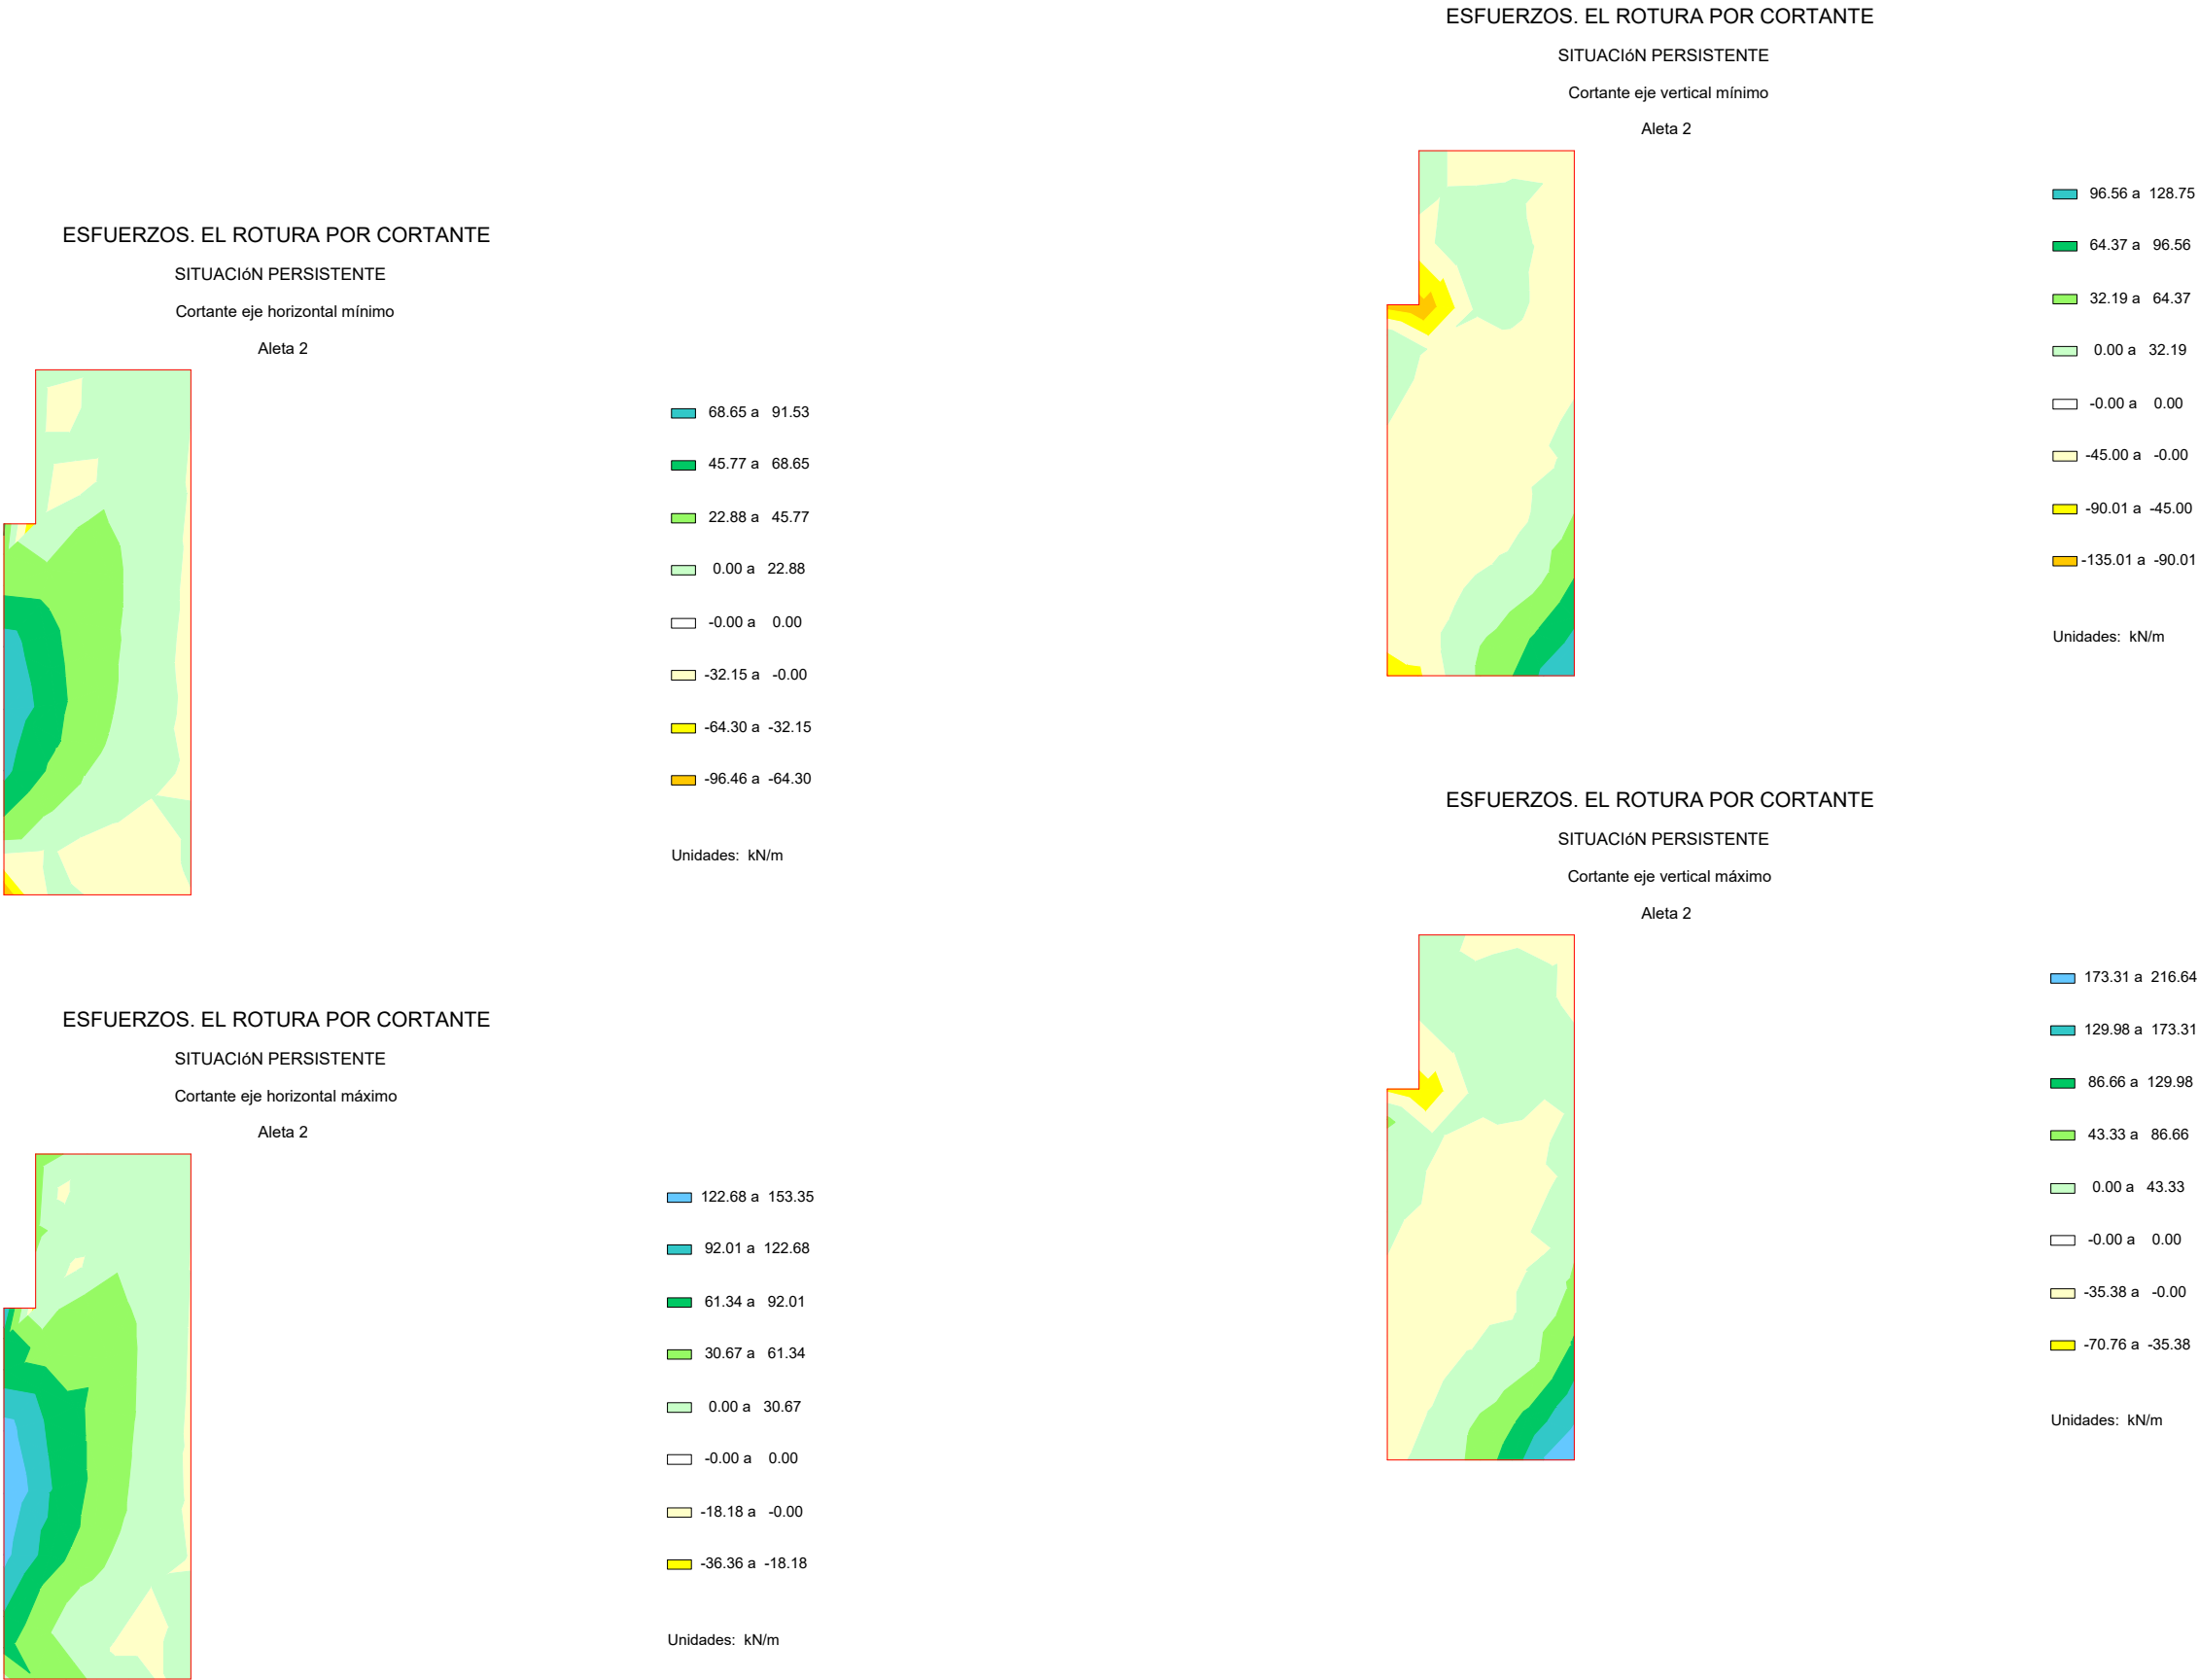 ESFUERZOS. EL ROTURA POR CORTANTE
SITUACIóN PERSISTENTE
Cortante eje horizontal mínimo
Aleta 2
68.65 a 91.53
45.77 a 68.65
22.88 a 45.77
0.00 a 22.88
-0.00 a 0.00
-32.15 a -0.00
-64.30 a -32.15
-96.46 a -64.30
Unidades: kN/m
ESFUERZOS. EL ROTURA POR CORTANTE
SITUACIóN PERSISTENTE
Cortante eje horizontal máximo
Aleta 2
122.68 a 153.35
92.01 a 122.68
61.34 a 92.01
30.67 a 61.34
0.00 a 30.67
-0.00 a 0.00
-18.18 a -0.00
-36.36 a -18.18
Unidades: kN/m
ESFUERZOS. EL ROTURA POR CORTANTE
SITUACIóN PERSISTENTE
Cortante eje vertical mínimo
Aleta 2
96.56 a 128.75
64.37 a 96.56
32.19 a 64.37
0.00 a 32.19
-0.00 a 0.00
-45.00 a -0.00
-90.01 a -45.00
-135.01 a -90.01
Unidades: kN/m
ESFUERZOS. EL ROTURA POR CORTANTE
SITUACIóN PERSISTENTE
Cortante eje vertical máximo
Aleta 2
173.31 a 216.64
129.98 a 173.31
86.66 a 129.98
43.33 a 86.66
0.00 a 43.33
-0.00 a 0.00
-35.38 a -0.00
-70.76 a -35.38
Unidades: kN/m